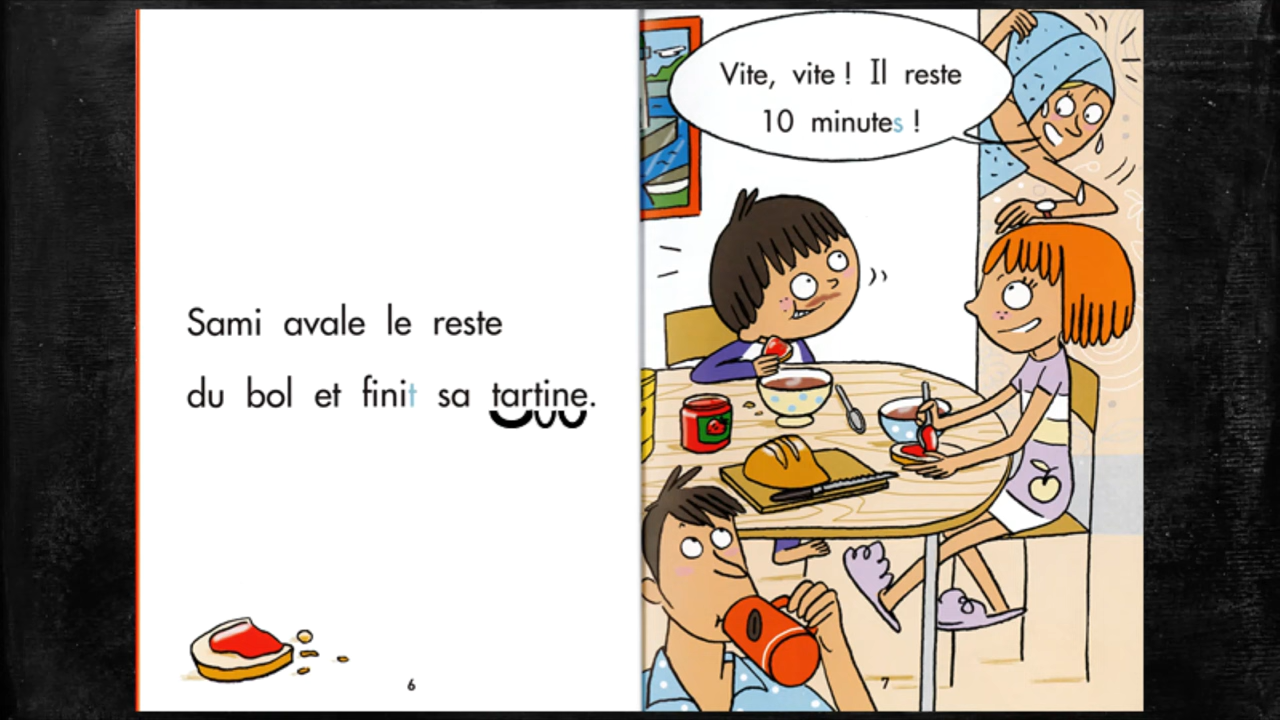 Sami avale le reste
du bol et finit sa tartine.
6
Vite, vite ! Il reste
10 minutes !
7